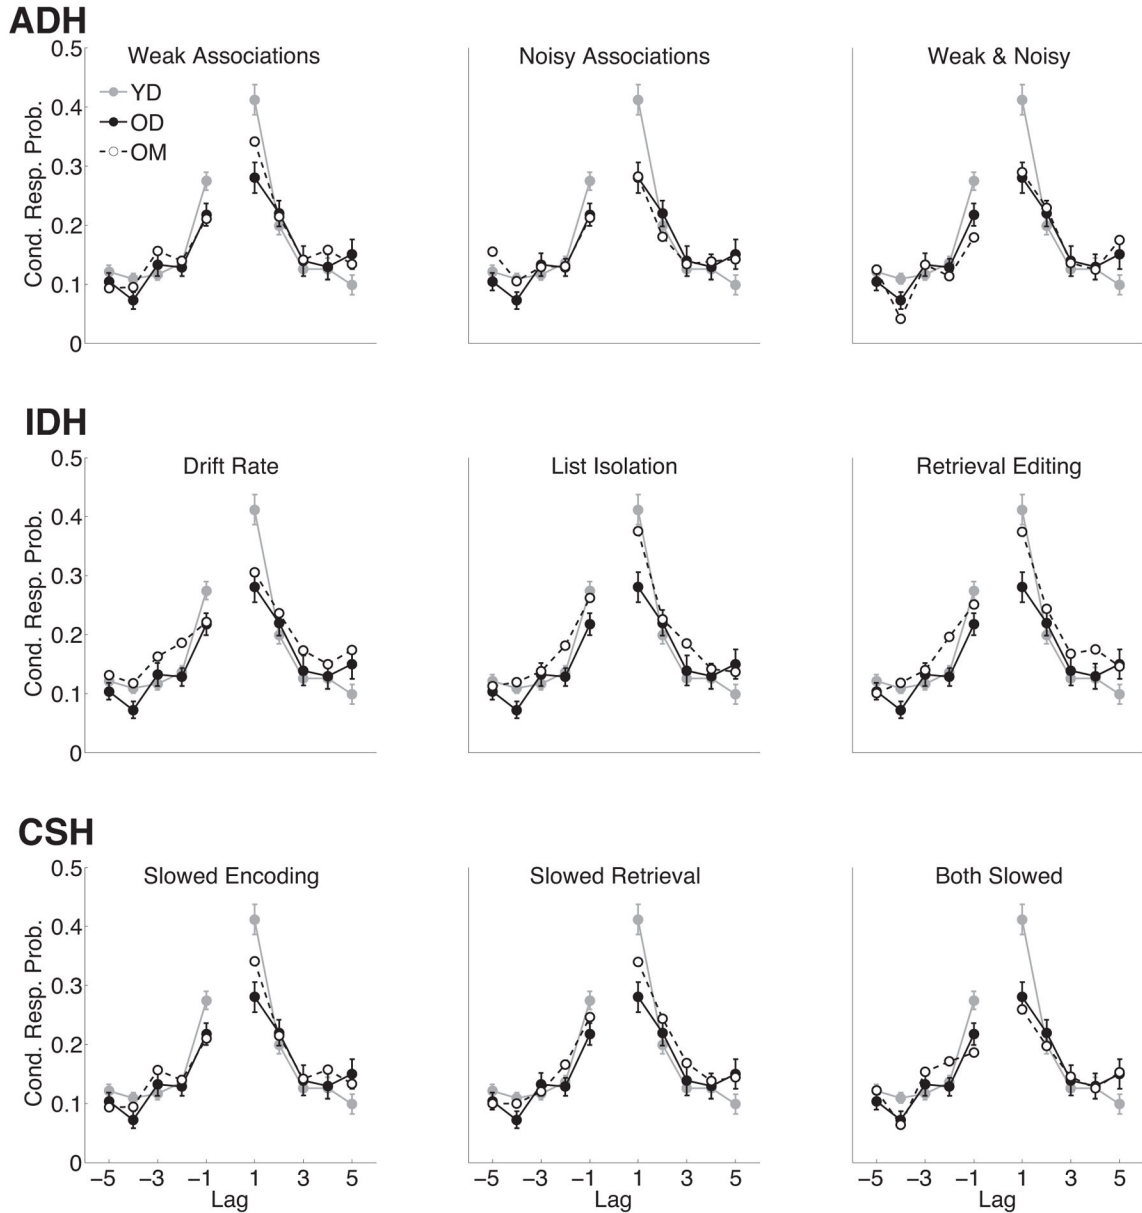 ADH
Weak Associations
Noisy Associations
Weak & Noisy
Cond. Resp. Prob.
0.5
0.4
0.3
0.2
0.1
0
YD
OD
OM
IDH
Drift Rate
List Isolation
Retrieval Editing
Cond. Resp. Prob.
0.5
0.4
0.3
0.2
0.1
0
CSH
Slowed Encoding
Slowed Retrieval
Both Slowed
Cond. Resp. Prob.
0.5
0.4
0.3
0.2
0.1
0
−5 −3 −1 1 3 5
−5 −3 −1 1 3 5
−5 −3 −1 1 3 5
Lag
Lag
Lag